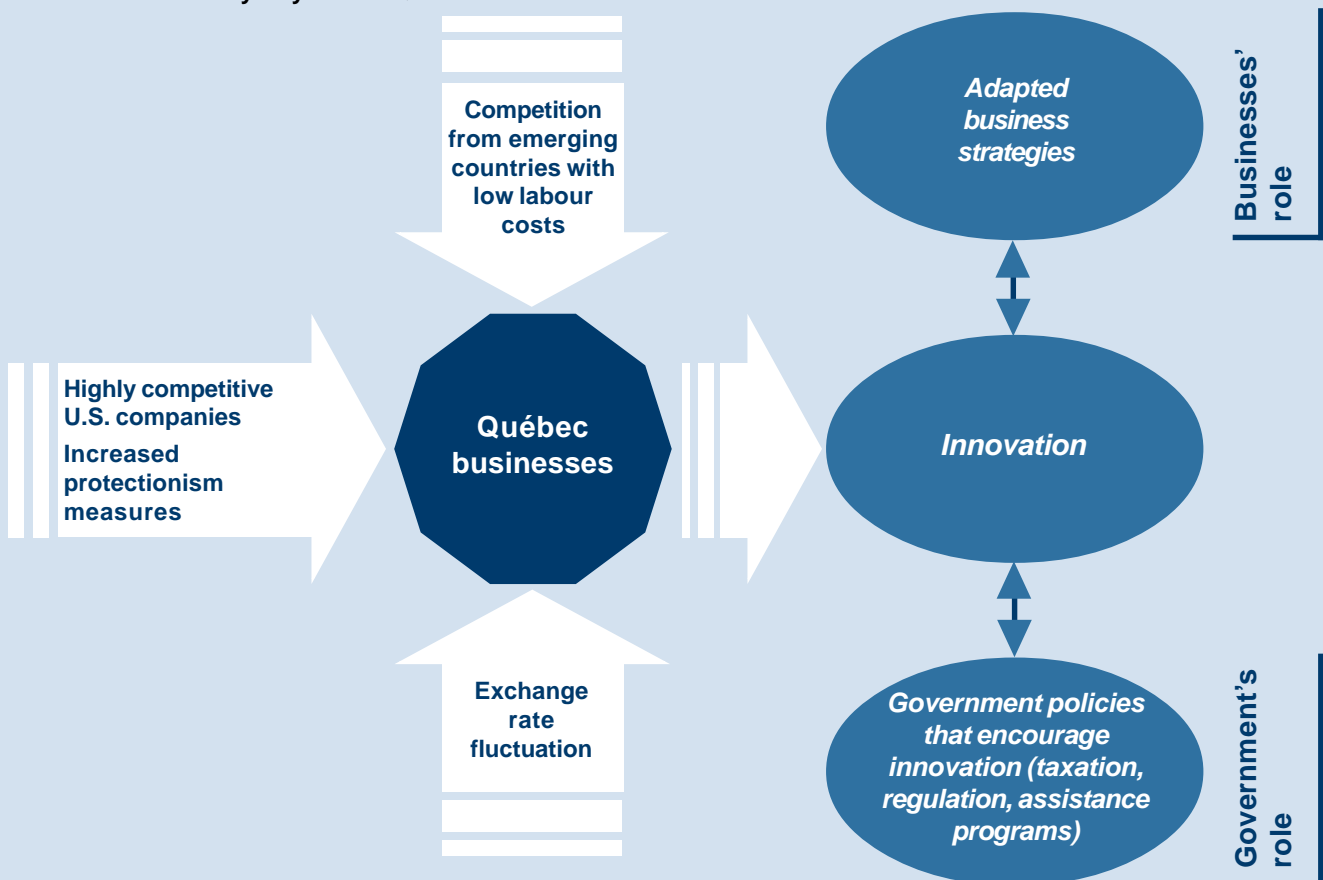 Competition
from emerging
countries with
low labour
costs
Highly competitive
U.S. companies
Increased
protectionism
measures
Québec
businesses
Exchange
rate
fluctuation
Adapted
business
strategies
Innovation
Government policies
that encourage
innovation (taxation,
regulation, assistance
programs)
Businesses’
role
Government’s
role